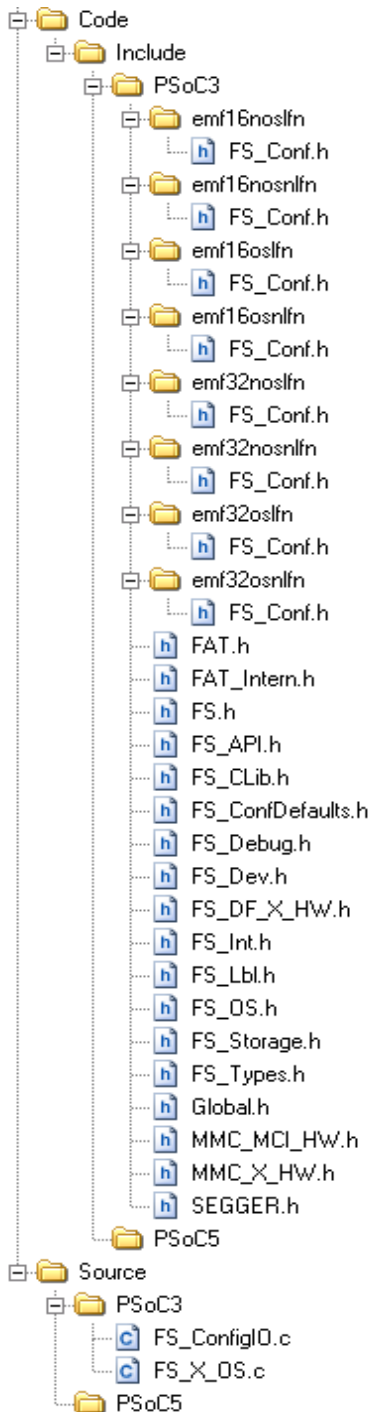 Code
Include
PSoC3
emf16noslfn
FS_Conf.h
emf16nosnlfn
FS_Conf.h
emf16oslfn
FS_Conf.h
emf16osnlfn
FS_Conf.h
emf32noslfn
FS_Conf.h
emf32nosnlfn
FS_Conf.h
emf32oslfn
FS_Conf.h
emf32osnlfn
FS_Conf.h
FAT.h
FAT_Intern.h
FS.h
FS_API.h
FS_CLib.h
FS_ConfDefaults.h
FS_Debug.h
FS_Dev.h
FS_DF_X_HW.h
FS_Int.h
FS_Lbl.h
FS_OS.h
FS_Storage.h
FS_Types.h
Global.h
MMC_MCI_HW.h
MMC_X_HW.h
SEGGER.h
PSoC5
Source
PSoC3
FS_ConfigIO.c
FS_X_OS.c
PSoC5